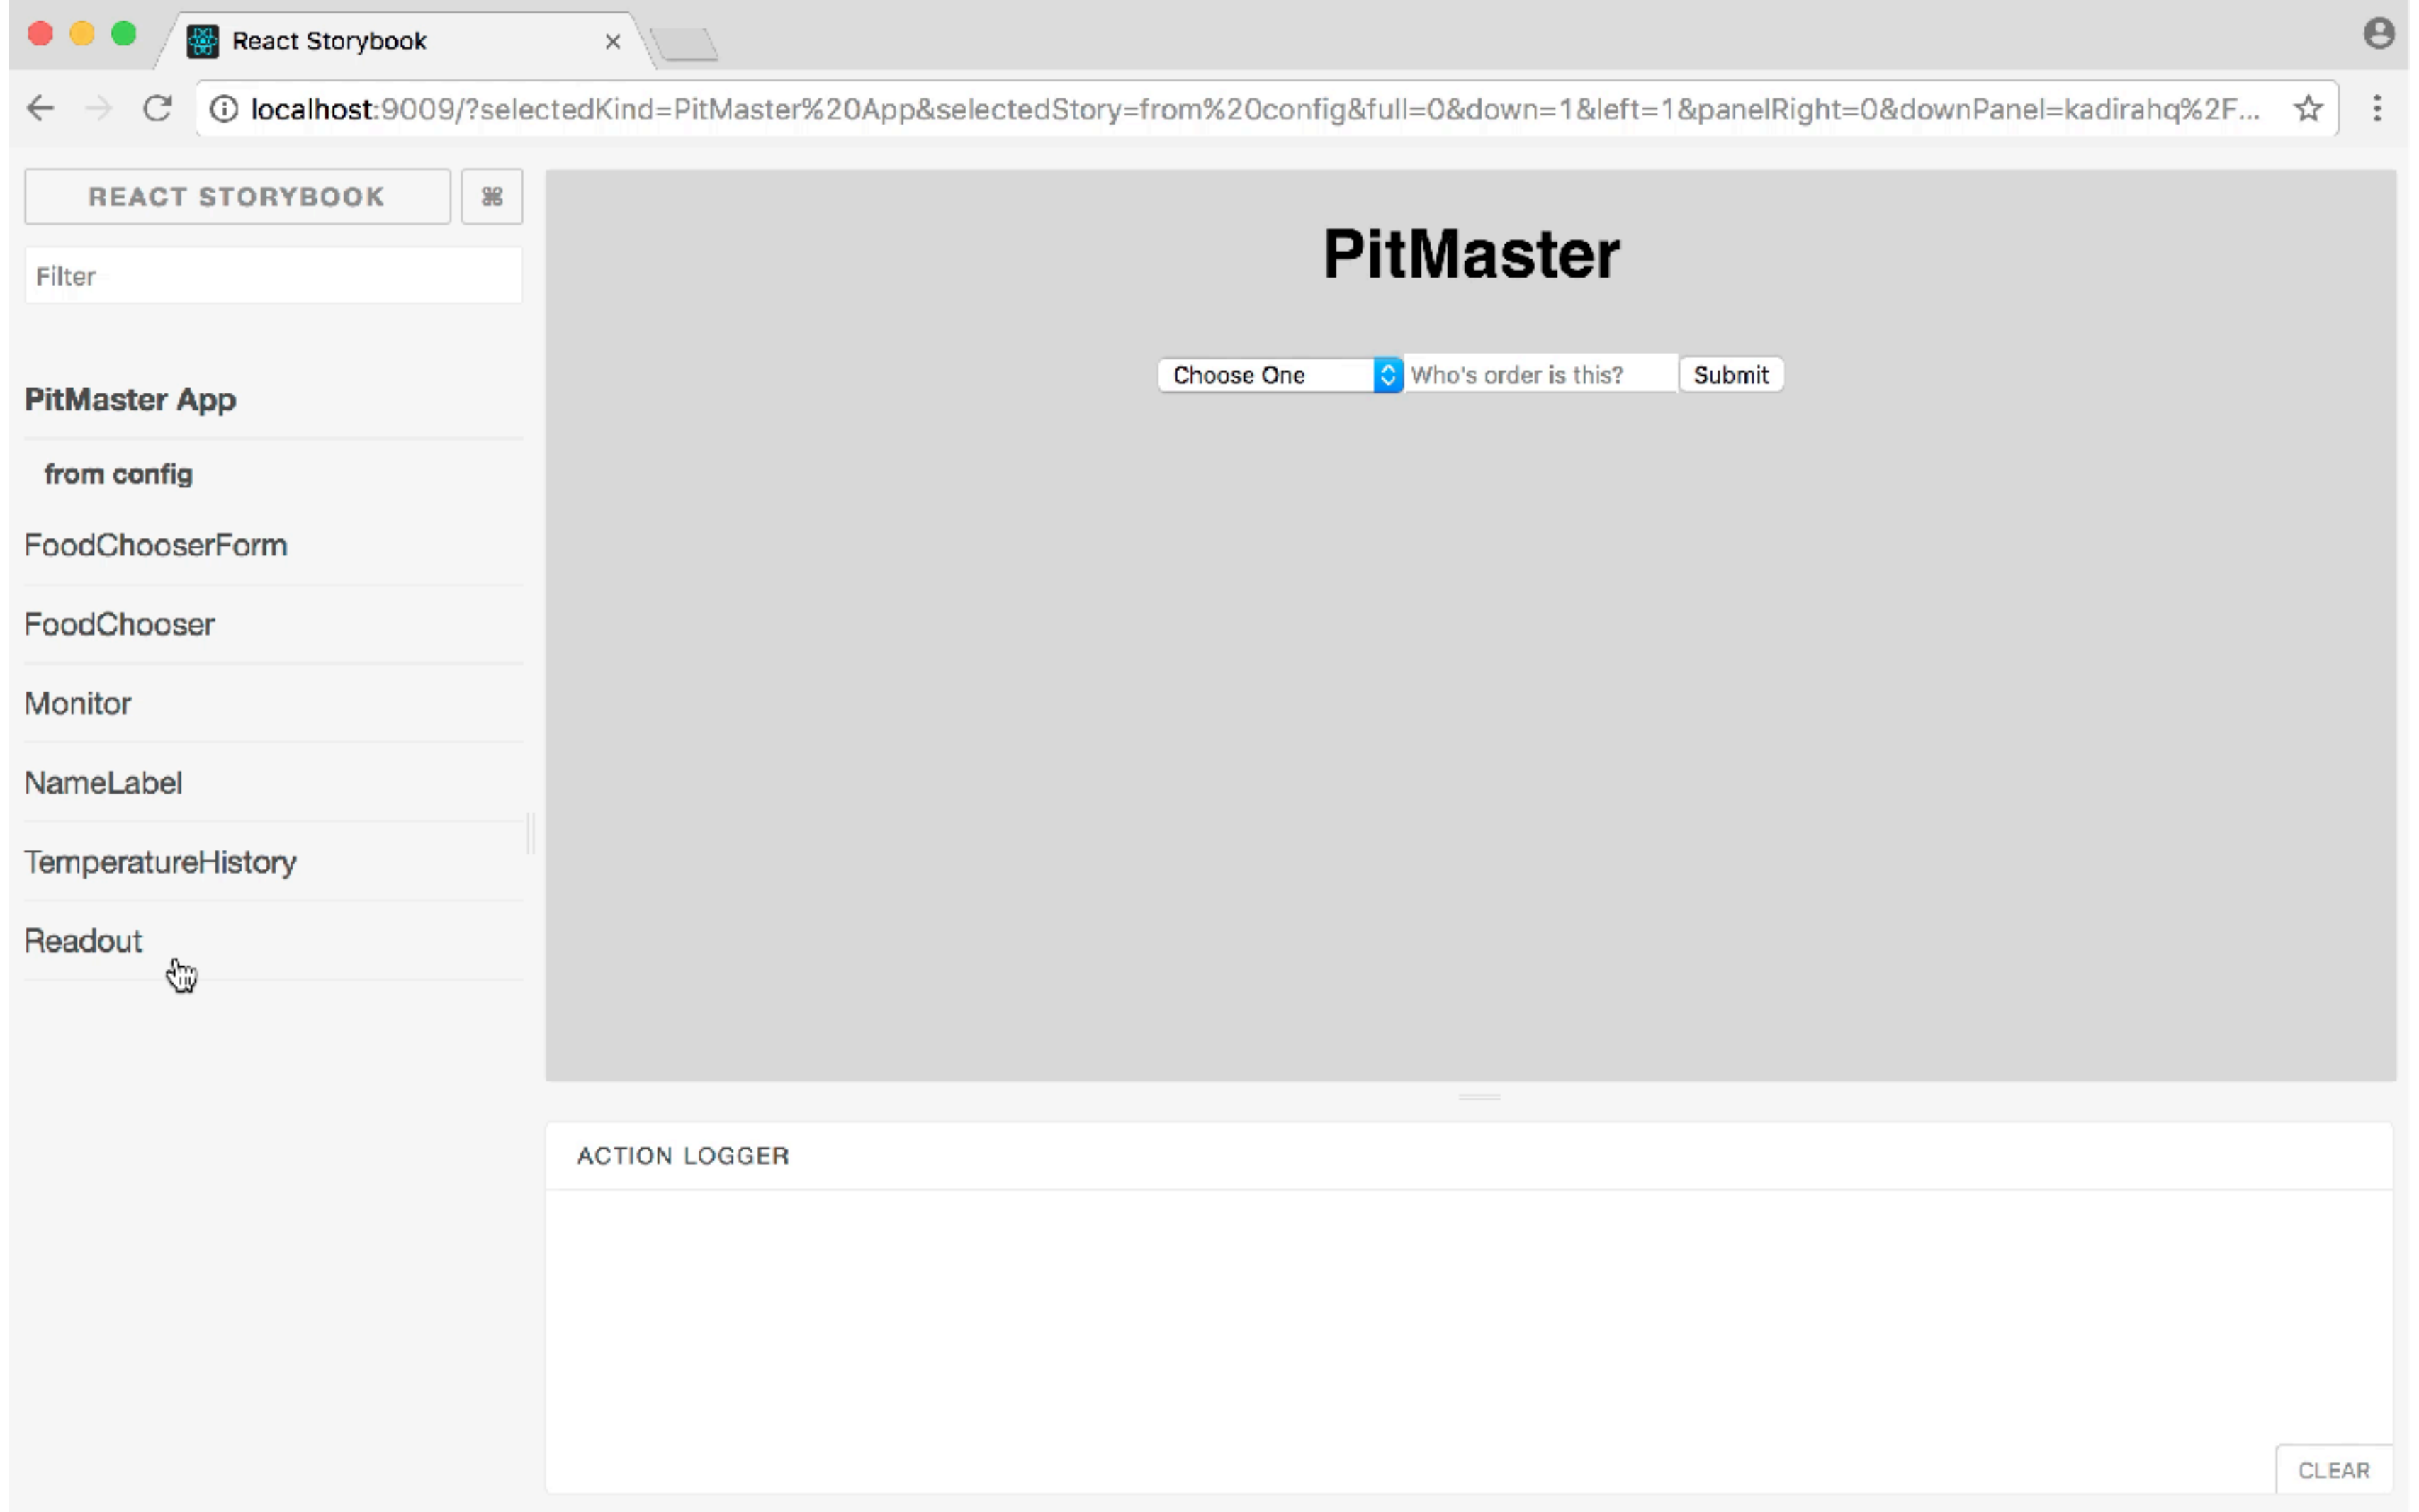 React Storybook
localhost:9009/?selectedKind=PitMaster%20App&selectedStory=from%20config&full=0&down=1&left=1&panelRight=0&downPanel=kadirahq%2F...
REACT STORYBOOK ⌘
Filter
PitMaster App
from config
FoodChooserForm
FoodChooser
Monitor
NameLabel
TemperatureHistory
Readout
PitMaster
Choose One Who's order is this? Submit
ACTION LOGGER
CLEAR